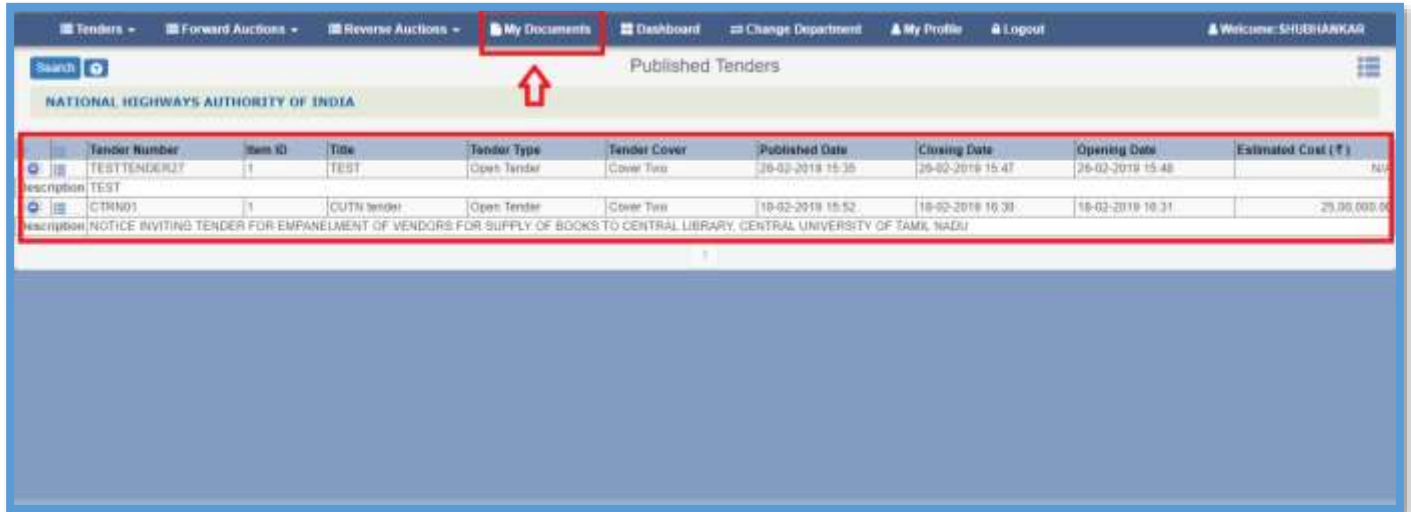 Tenders Forward Auctions Reverse Auctions My Documents Dashboard Change Department My Profile Logout Welcome: SHUBHANKAR
Search Published Tenders
NATIONAL HIGHWAYS AUTHORITY OF INDIA
Tender Number Item ID Title Tender Type Tender Cover Published Date Closing Date Opening Date Estimated Cost (₹)
TESTTENDER27 1 TEST Open Tender Cover Two 26-02-2019 15:35 26-02-2019 15:47 26-02-2019 15:48 N/A
Description TEST
CTRN01 1 CUTN tender Open Tender Cover Two 18-02-2019 15:52 18-02-2019 16:30 18-02-2019 16:31 25,00,000.00
Description NOTICE INVITING TENDER FOR EMPANELMENT OF VENDORS FOR SUPPLY OF BOOKS TO CENTRAL LIBRARY, CENTRAL UNIVERSITY OF TAMIL NADU
1